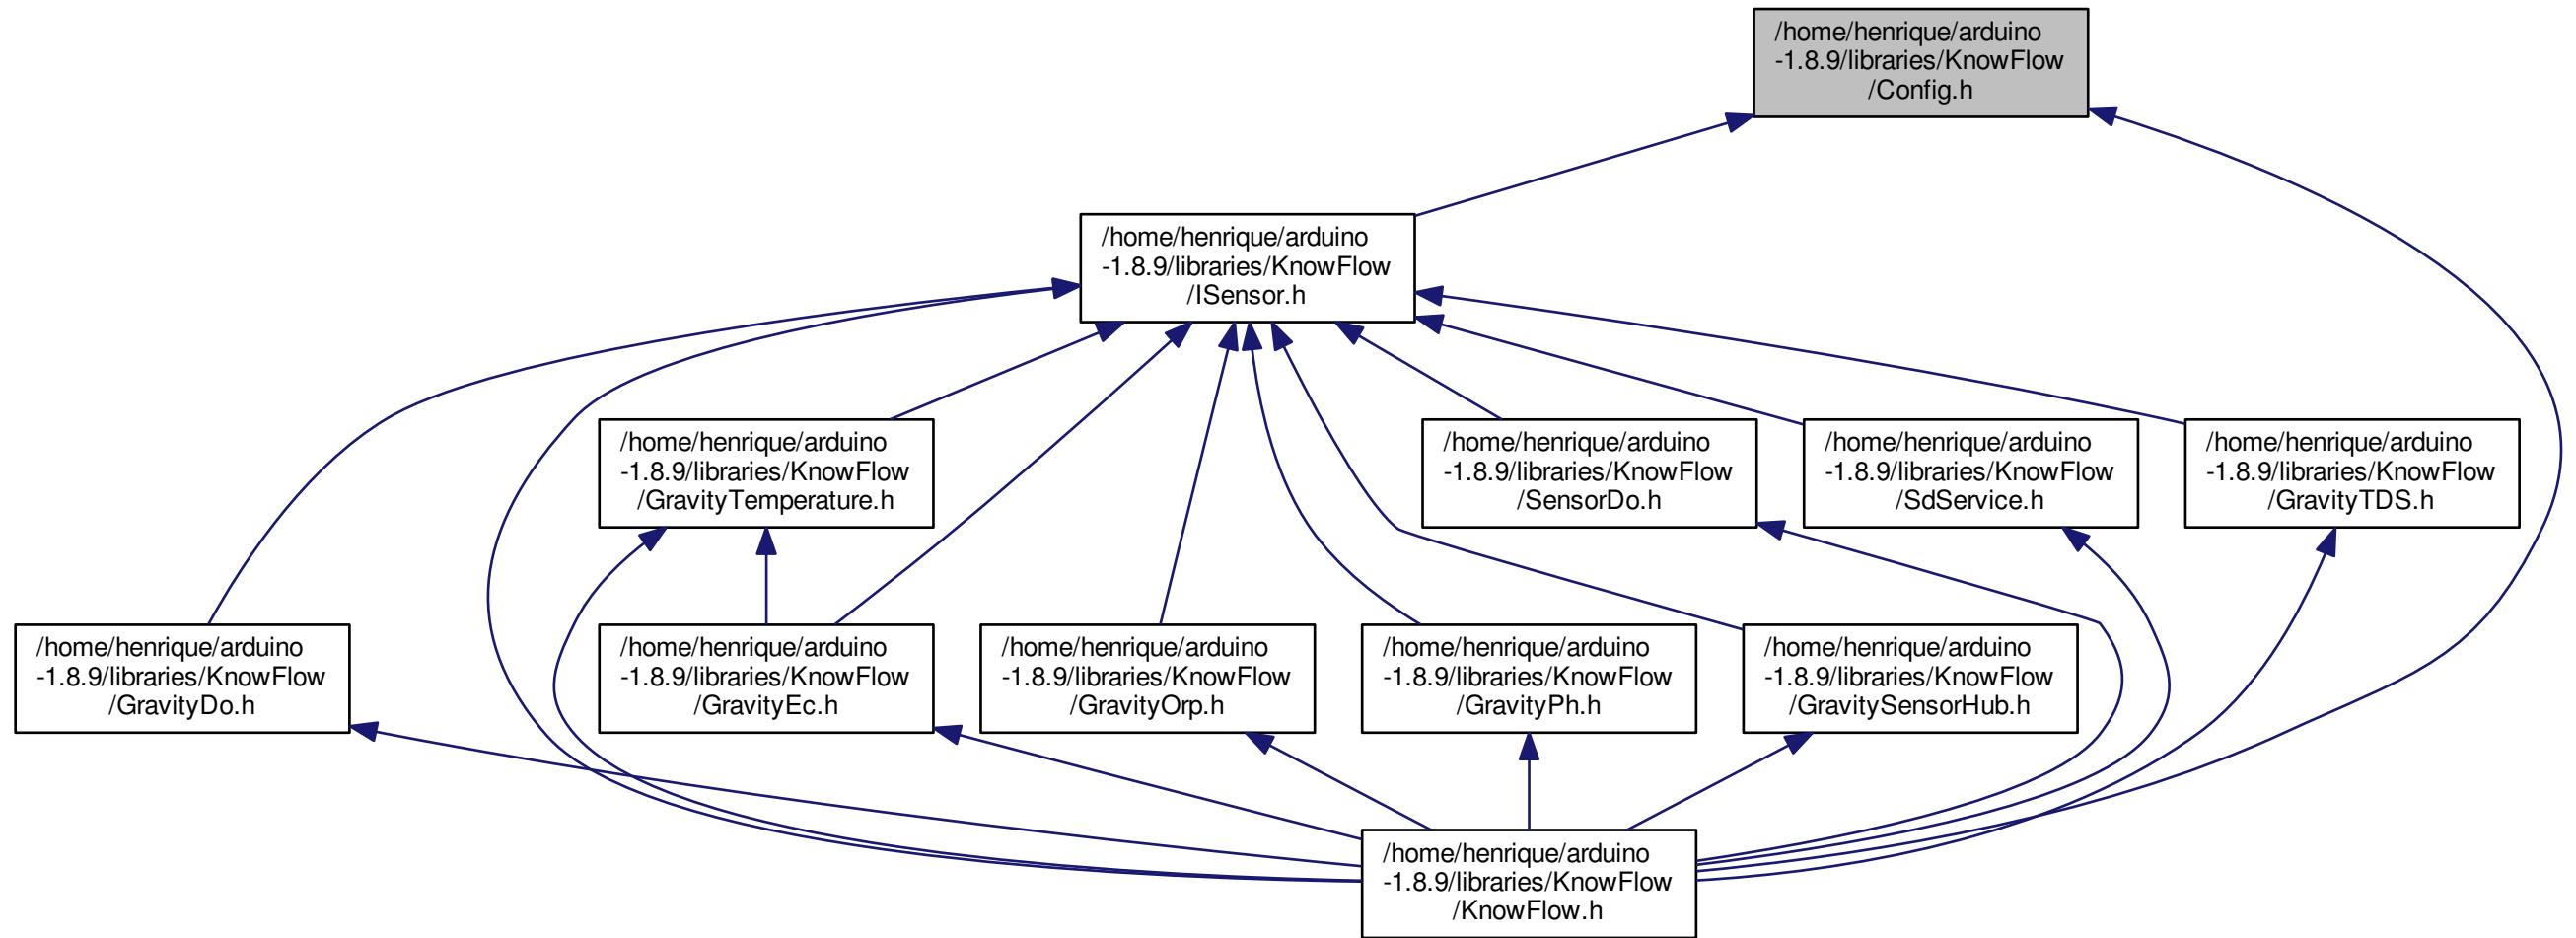 /home/henrique/arduino
-1.8.9/libraries/KnowFlow
/Config.h
/home/henrique/arduino
-1.8.9/libraries/KnowFlow
/ISensor.h
/home/henrique/arduino
-1.8.9/libraries/KnowFlow
/GravityTemperature.h
/home/henrique/arduino
-1.8.9/libraries/KnowFlow
/SensorDo.h
/home/henrique/arduino
-1.8.9/libraries/KnowFlow
/SdService.h
/home/henrique/arduino
-1.8.9/libraries/KnowFlow
/GravityTDS.h
/home/henrique/arduino
-1.8.9/libraries/KnowFlow
/GravityDo.h
/home/henrique/arduino
-1.8.9/libraries/KnowFlow
/GravityEc.h
/home/henrique/arduino
-1.8.9/libraries/KnowFlow
/GravityOrp.h
/home/henrique/arduino
-1.8.9/libraries/KnowFlow
/GravityPh.h
/home/henrique/arduino
-1.8.9/libraries/KnowFlow
/GravitySensorHub.h
/home/henrique/arduino
-1.8.9/libraries/KnowFlow
/KnowFlow.h